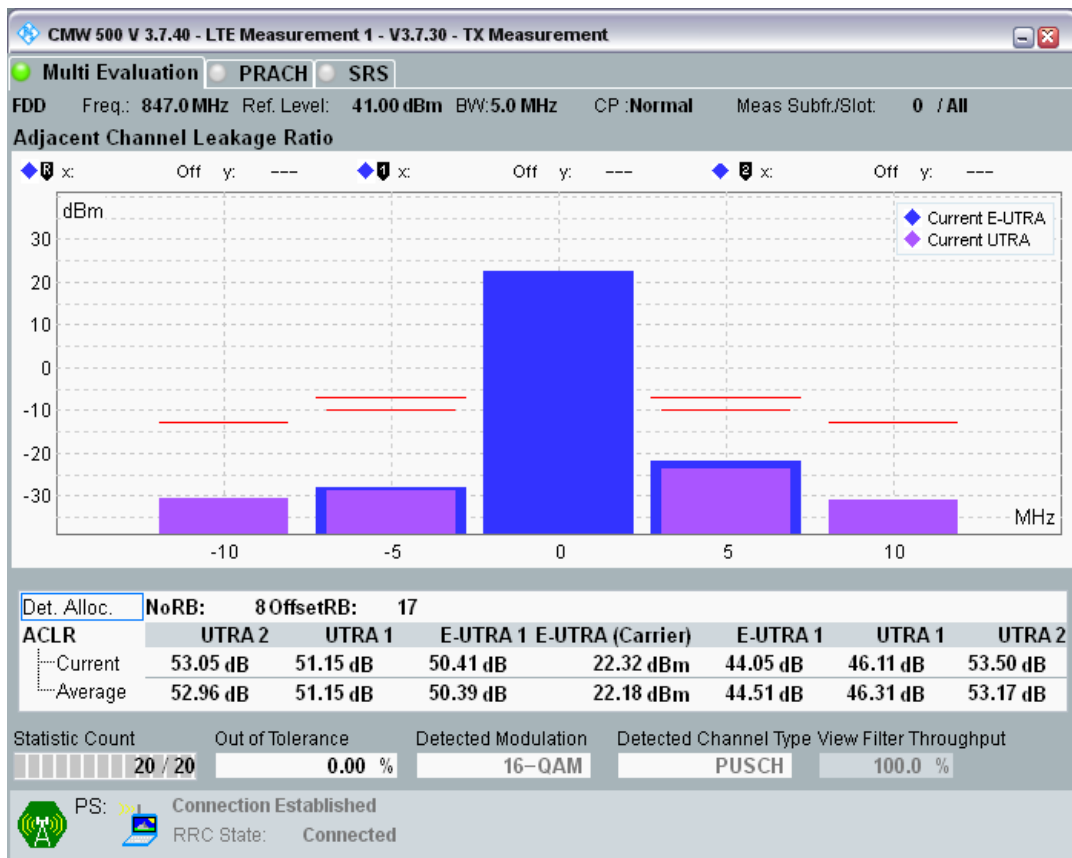 CMW 500 V 3.7.40 - LTE Measurement 1 - V3.7.30 - TX Measurement
Multi Evaluation PRACH SRS
FDD Freq.: 847.0 MHz Ref. Level: 41.00 dBm BW:5.0 MHz CP :Normal Meas Subfr./Slot: 0 / All
Adjacent Channel Leakage Ratio
R x: Off y: --- 1 x: Off y: --- 2 x: Off y: ---
dBm
Current E-UTRA
Current UTRA
30
20
10
0
-10
-20
-30
MHz
-10 -5 0 5 10
Det. Alloc. NoRB: 8 OffsetRB: 17
ACLR UTRA 2 UTRA 1 E-UTRA 1 E-UTRA (Carrier) E-UTRA 1 UTRA 1 UTRA 2
Current 53.05 dB 51.15 dB 50.41 dB 22.32 dBm 44.05 dB 46.11 dB 53.50 dB
Average 52.96 dB 51.15 dB 50.39 dB 22.18 dBm 44.51 dB 46.31 dB 53.17 dB
Statistic Count Out of Tolerance Detected Modulation Detected Channel Type View Filter Throughput
20 / 20 0.00 % 16-QAM PUSCH 100.0 %
PS: Connection Established
RRC State: Connected